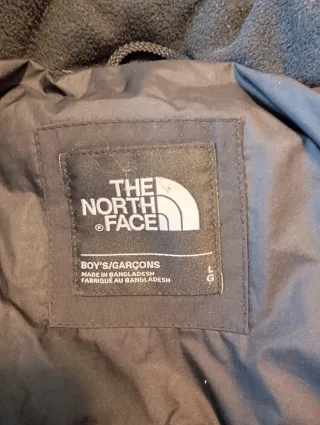 THE
NORTH
® FACE
BOY'S/GARÇONS
MADE IN BANGLADESH
FABRIQUÉ AU BANGLADESH
L
G